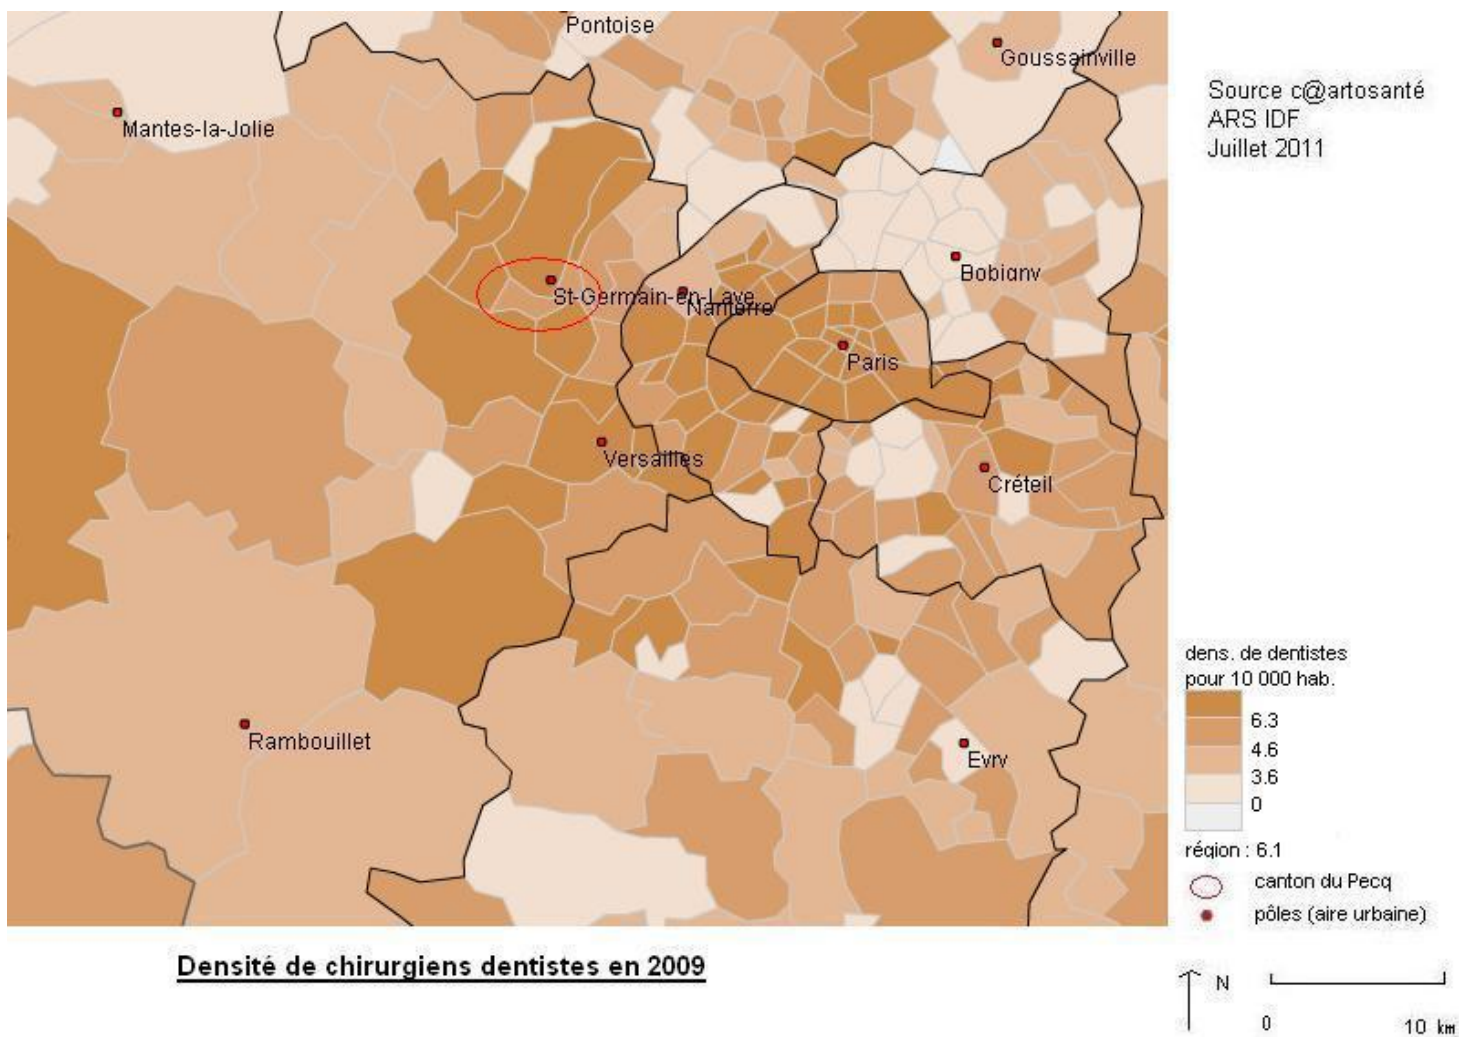 Pontoise
Goussainville
Mantes-la-Jolie
Source c@artosanté
ARS IDF
Juillet 2011
Bobigny
St-Germain-en-Laye
Nanterre
Paris
Versailles
Créteil
Rambouillet
Evry
dens. de dentistes
pour 10 000 hab.
6.3
4.6
3.6
0
région : 6.1
canton du Pecq
pôles (aire urbaine)
Densité de chirurgiens dentistes en 2009
N
0 10 km